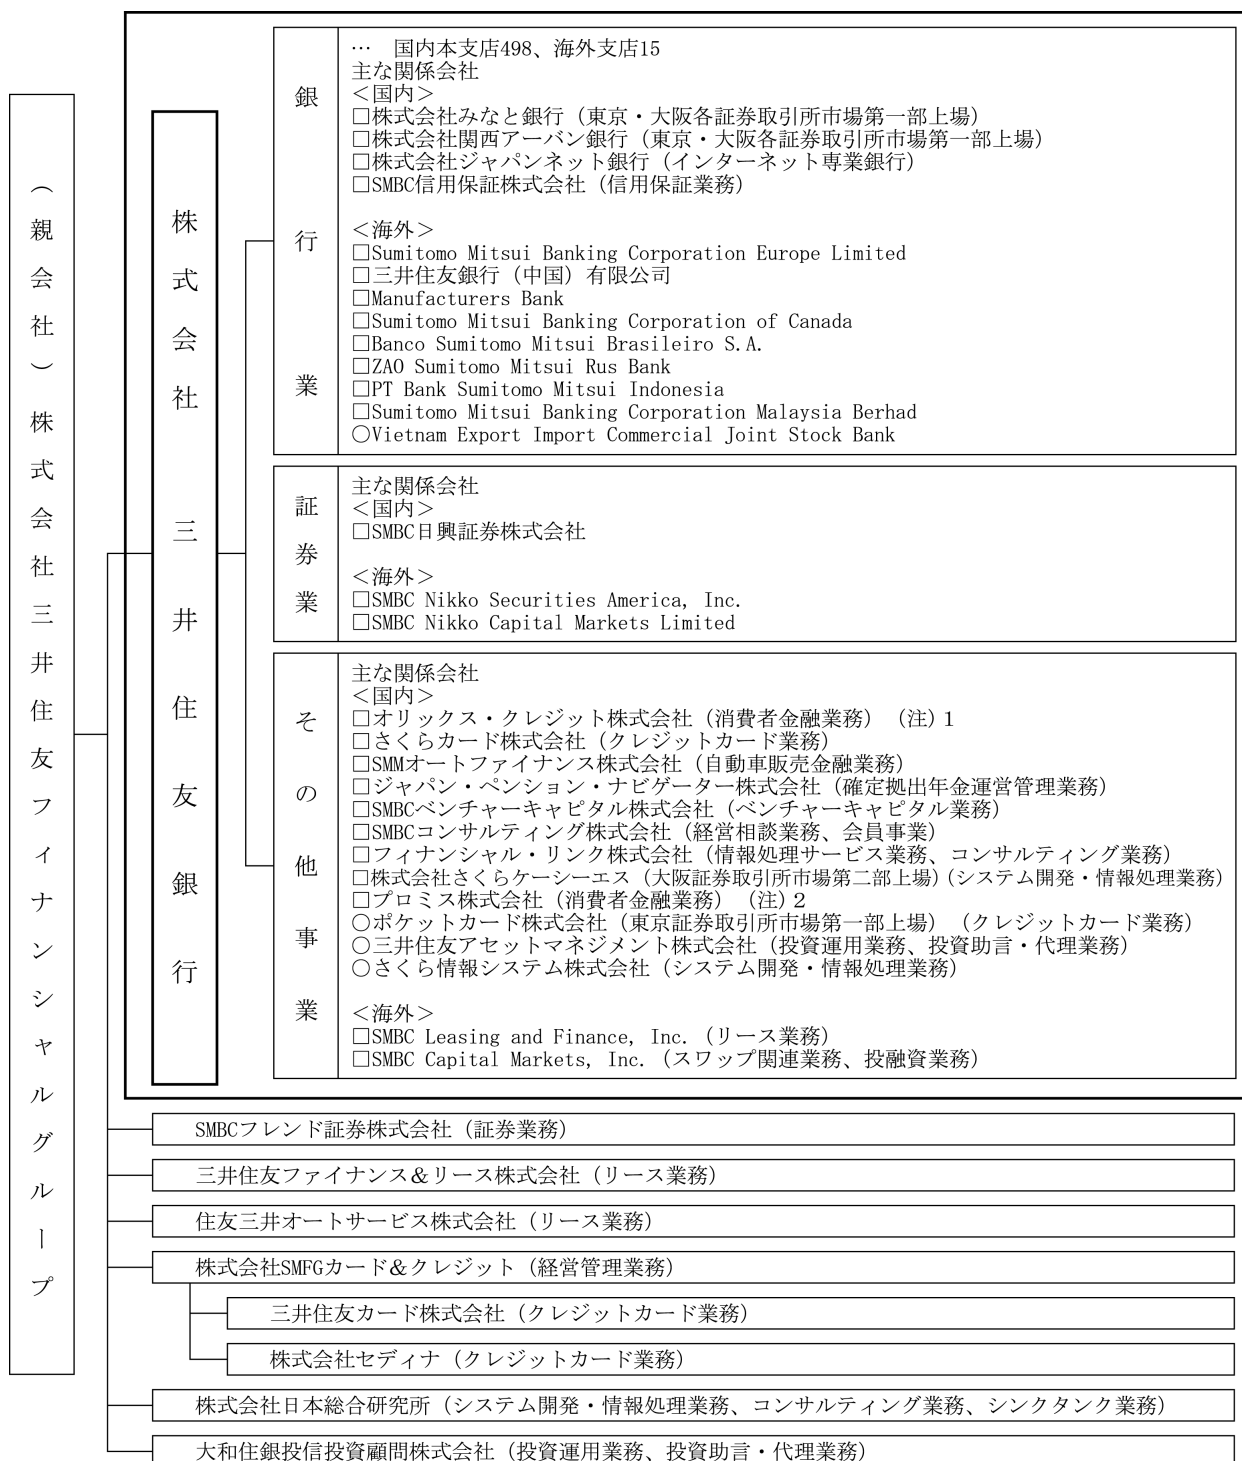 （親会社）株式会社三井住友フィナンシャルグループ
株式会社 三井住友銀行
銀行業
… 国内本支店498、海外支店15
主な関係会社
＜国内＞
□株式会社みなと銀行（東京・大阪各証券取引所市場第一部上場）
□株式会社関西アーバン銀行（東京・大阪各証券取引所市場第一部上場）
□株式会社ジャパンネット銀行（インターネット専業銀行）
□SMBC信用保証株式会社（信用保証業務）
＜海外＞
□Sumitomo Mitsui Banking Corporation Europe Limited
□三井住友銀行（中国）有限公司
□Manufacturers Bank
□Sumitomo Mitsui Banking Corporation of Canada
□Banco Sumitomo Mitsui Brasileiro S.A.
□ZAO Sumitomo Mitsui Rus Bank
□PT Bank Sumitomo Mitsui Indonesia
□Sumitomo Mitsui Banking Corporation Malaysia Berhad
○Vietnam Export Import Commercial Joint Stock Bank
証券業
主な関係会社
＜国内＞
□SMBC日興証券株式会社
＜海外＞
□SMBC Nikko Securities America, Inc.
□SMBC Nikko Capital Markets Limited
その他事業
主な関係会社
＜国内＞
□オリックス・クレジット株式会社（消費者金融業務）（注）1
□さくらカード株式会社（クレジットカード業務）
□SMMオートファイナンス株式会社（自動車販売金融業務）
□ジャパン・ペンション・ナビゲーター株式会社（確定拠出年金運営管理業務）
□SMBCベンチャーキャピタル株式会社（ベンチャーキャピタル業務）
□SMBCコンサルティング株式会社（経営相談業務、会員事業）
□フィナンシャル・リンク株式会社（情報処理サービス業務、コンサルティング業務）
□株式会社さくらケーシーエス（大阪証券取引所市場第二部上場）（システム開発・情報処理業務）
□プロミス株式会社（消費者金融業務）（注）2
○ポケットカード株式会社（東京証券取引所市場第一部上場）（クレジットカード業務）
○三井住友アセットマネジメント株式会社（投資運用業務、投資助言・代理業務）
○さくら情報システム株式会社（システム開発・情報処理業務）
＜海外＞
□SMBC Leasing and Finance, Inc.（リース業務）
□SMBC Capital Markets, Inc.（スワップ関連業務、投融資業務）
SMBCフレンド証券株式会社（証券業務）
三井住友ファイナンス＆リース株式会社（リース業務）
住友三井オートサービス株式会社（リース業務）
株式会社SMFGカード＆クレジット（経営管理業務）
三井住友カード株式会社（クレジットカード業務）
株式会社セディナ（クレジットカード業務）
株式会社日本総合研究所（システム開発・情報処理業務、コンサルティング業務、シンクタンク業務）
大和住銀投信投資顧問株式会社（投資運用業務、投資助言・代理業務）